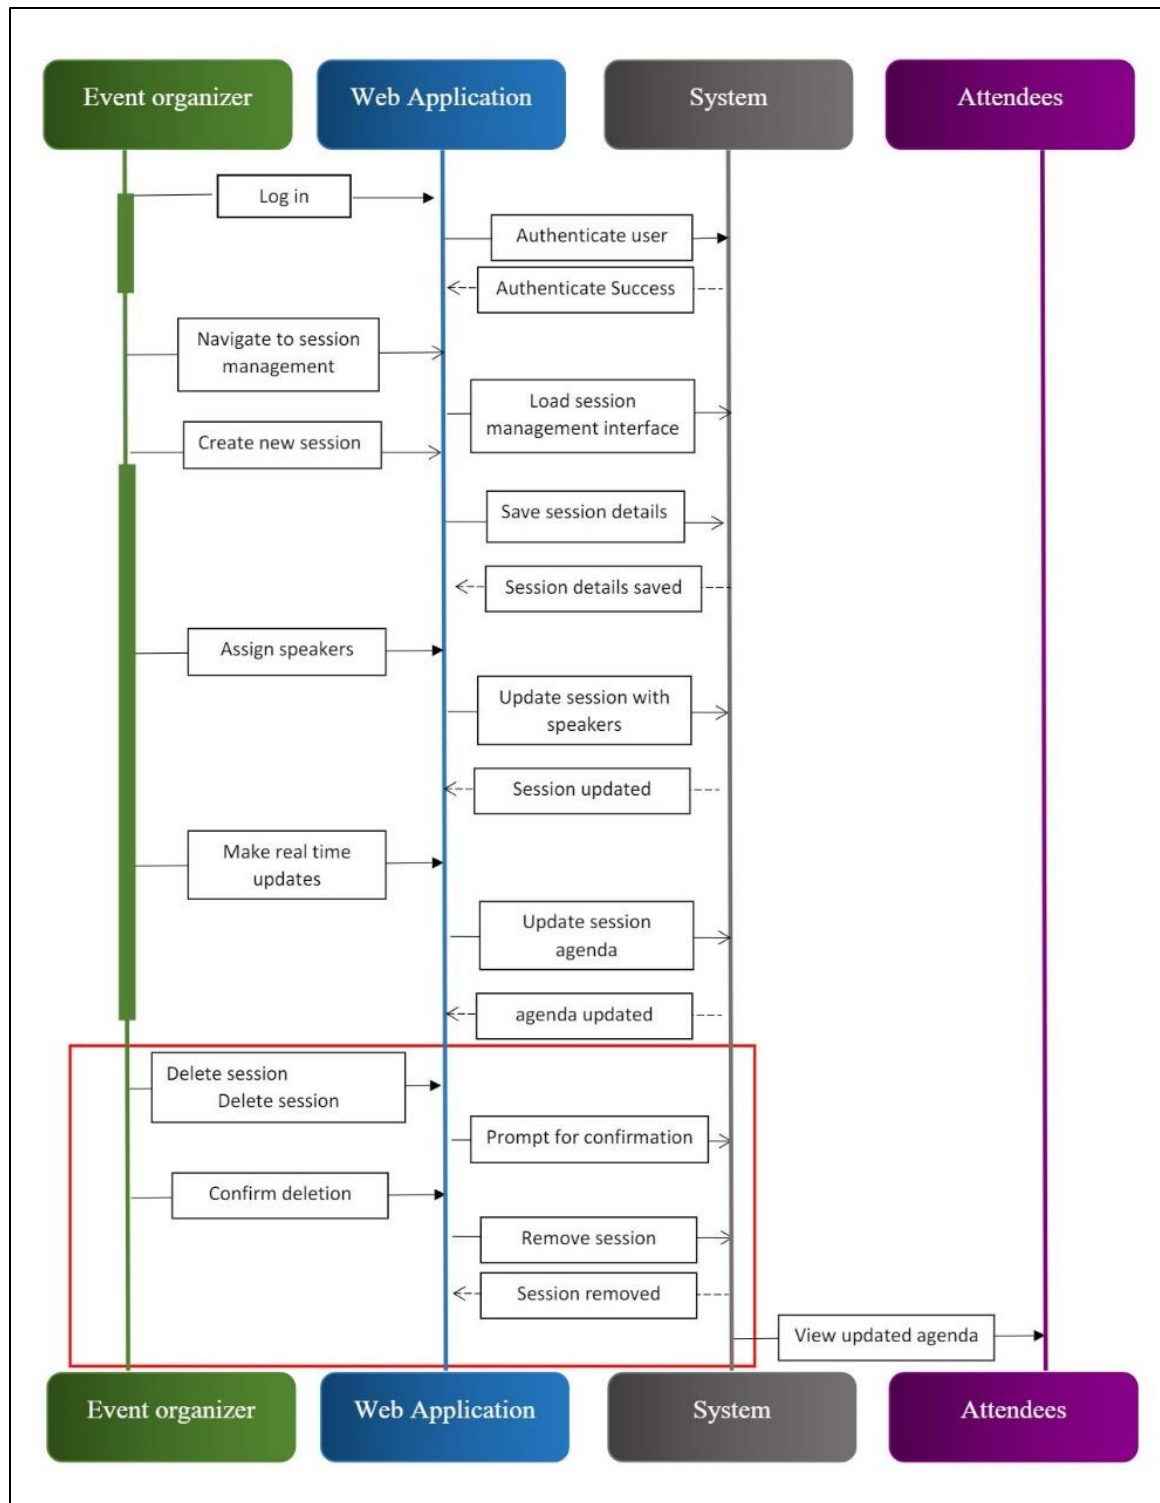 Event organizer
Web Application
System
Attendees
Log in
Authenticate user
Authenticate Success
Navigate to session
management
Load session
management interface
Create new session
Save session details
Session details saved
Assign speakers
Update session with
speakers
Session updated
Make real time
updates
Update session
agenda
agenda updated
Delete session
Delete session
Prompt for confirmation
Confirm deletion
Remove session
Session removed
View updated agenda
Event organizer
Web Application
System
Attendees